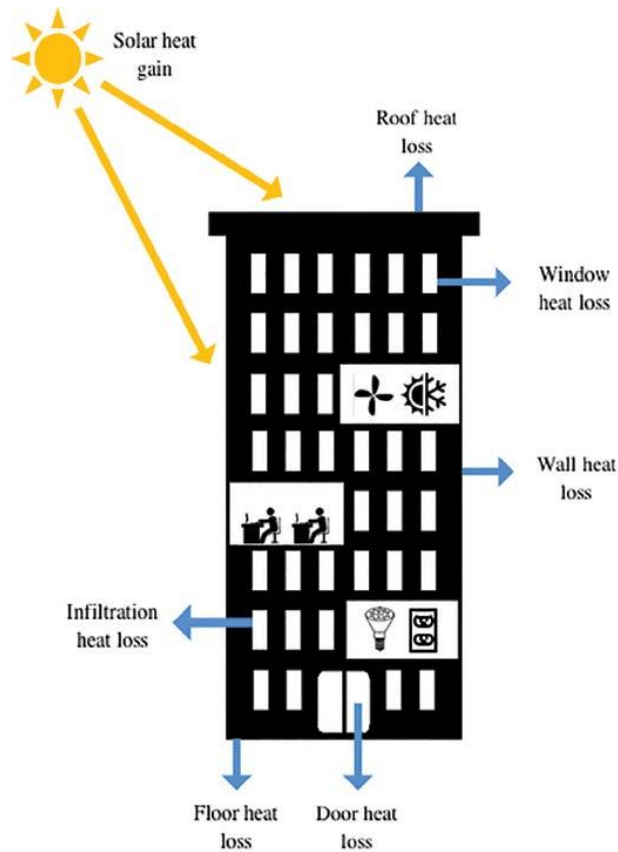 Solar heat
gain
Roof heat
loss
Window
heat loss
Wall heat
loss
Infiltration
heat loss
Floor heat
loss
Door heat
loss